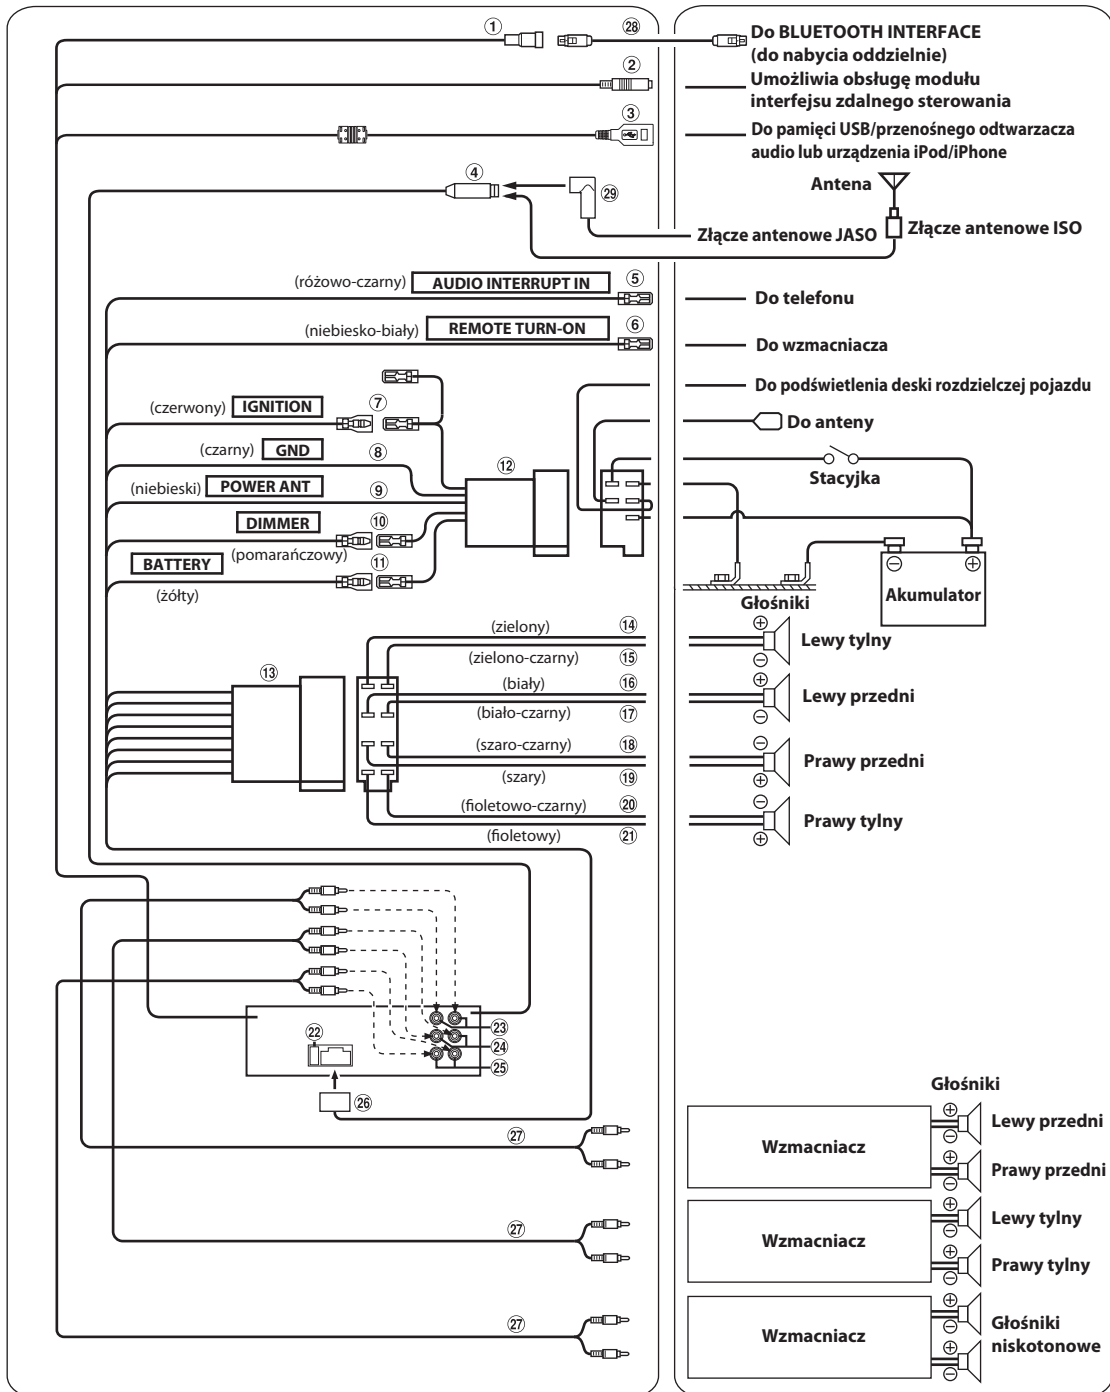 ① ㉘ Do BLUETOOTH INTERFACE
(do nabycia oddzielnie)
② Umożliwia obsługę modułu
interfejsu zdalnego sterowania
③ Do pamięci USB/przenośnego odtwarzacza
audio lub urządzenia iPod/iPhone
④ ㉙ Antena
Złącze antenowe JASO Złącze antenowe ISO
(różowo-czarny) AUDIO INTERRUPT IN ⑤ Do telefonu
(niebiesko-biały) REMOTE TURN-ON ⑥ Do wzmacniacza
Do podświetlenia deski rozdzielczej pojazdu
(czerwony) IGNITION ⑦ Do anteny
(czarny) GND ⑧ ⑫ Stacyjka
(niebieski) POWER ANT ⑨
DIMMER ⑩
(pomarańczowy)
BATTERY ⑪
(żółty)
⊖ ⊕
Akumulator
Głośniki
⑬
(zielony) ⑭ ⊕
Lewy tylny
(zielono-czarny) ⑮ ⊖
(biały) ⑯ ⊕
Lewy przedni
(biało-czarny) ⑰ ⊖
(szaro-czarny) ⑱ ⊖
Prawy przedni
(szary) ⑲ ⊕
(fioletowo-czarny) ⑳ ⊖
Prawy tylny
(fioletowy) ㉑ ⊕
㉒ ㉓
㉔
㉕
㉖
Głośniki
㉗ Wzmacniacz ⊕ ⊖ Lewy przedni
⊕ ⊖ Prawy przedni
㉗ Wzmacniacz ⊕ ⊖ Lewy tylny
⊕ ⊖ Prawy tylny
㉗ Wzmacniacz ⊕ ⊖ Głośniki
⊕ ⊖ niskotonowe